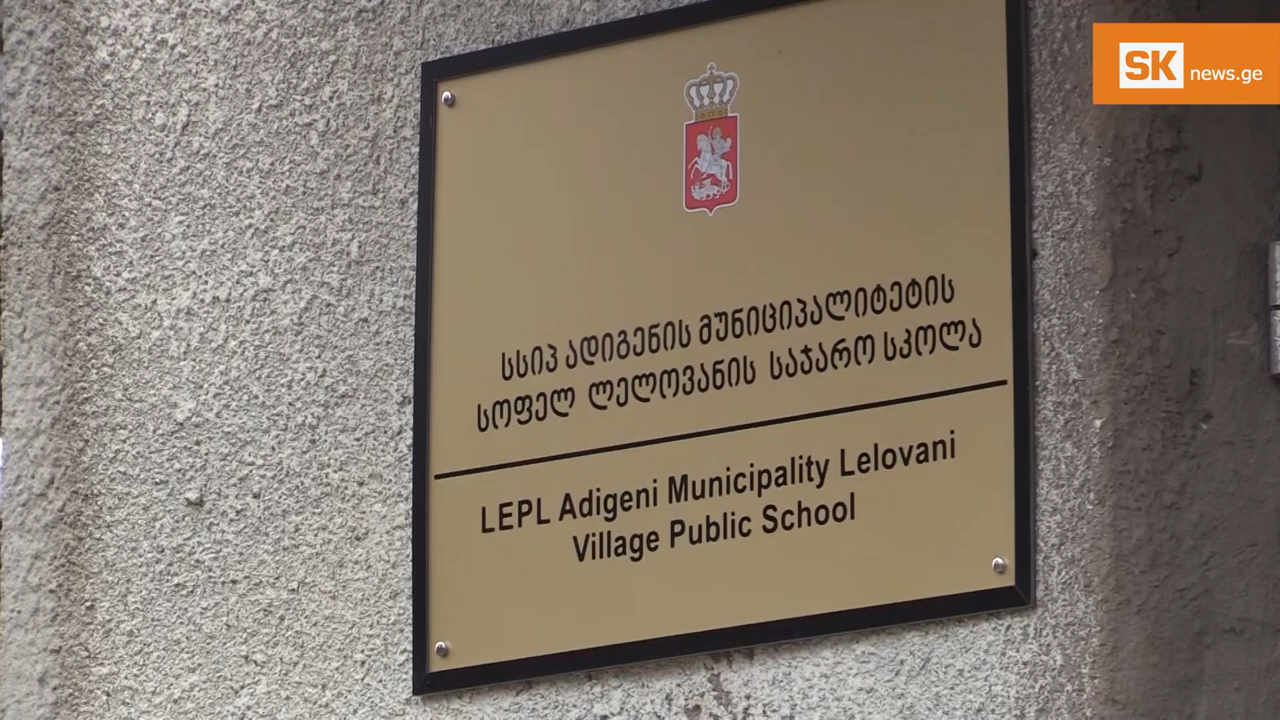 SK news.ge
სსიპ ადიგენის მუნიციპალიტეტის
სოფელ ლელოვანის საჯარო სკოლა
LEPL Adigeni Municipality Lelovani
Village Public School